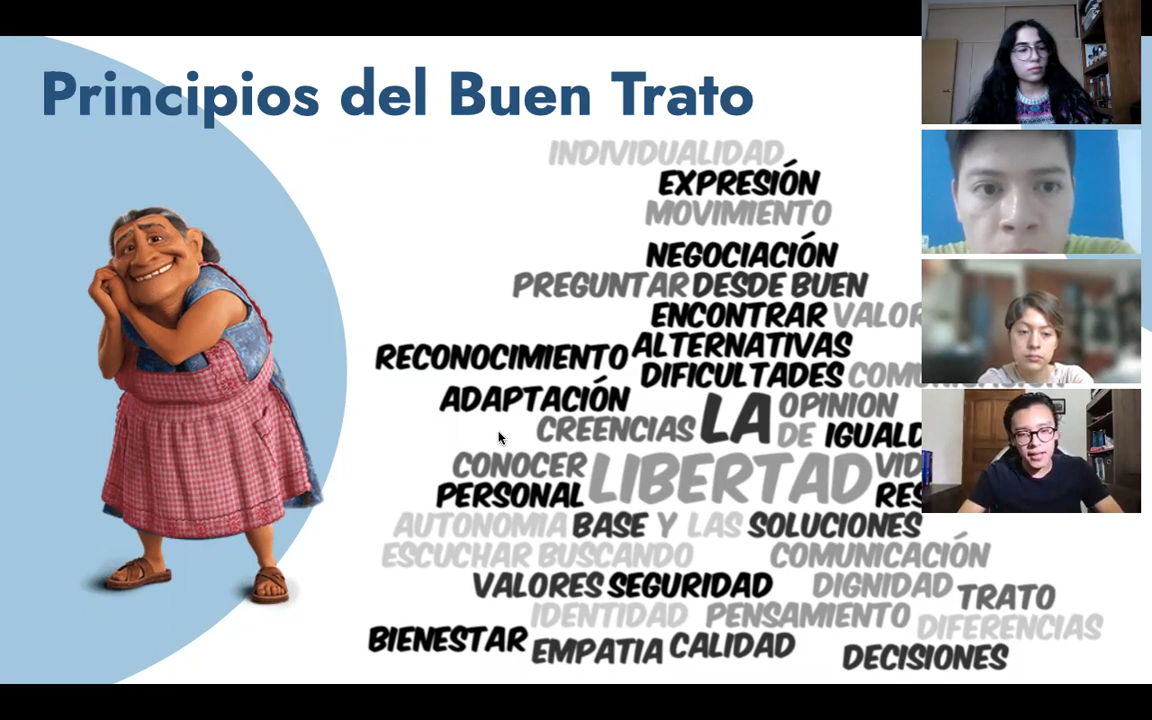 Principios del Buen Trato
INDIVIDUALIDAD
EXPRESIÓN
MOVIMIENTO
NEGOCIACIÓN
PREGUNTAR DESDE BUEN
ENCONTRAR
RECONOCIMIENTO ALTERNATIVAS
DIFICULTADES
ADAPTACIÓN LA OPINION
CREENCIAS DE
CONOCER LIBERTAD
PERSONAL
AUTONOMIA BASE Y LAS SOLUCIONES
ESCUCHAR BUSCANDO COMUNICACIÓN
VALORES SEGURIDAD DIGNIDAD TRATO
IDENTIDAD PENSAMIENTO DIFERENCIAS
BIENESTAR EMPATIA CALIDAD DECISIONES